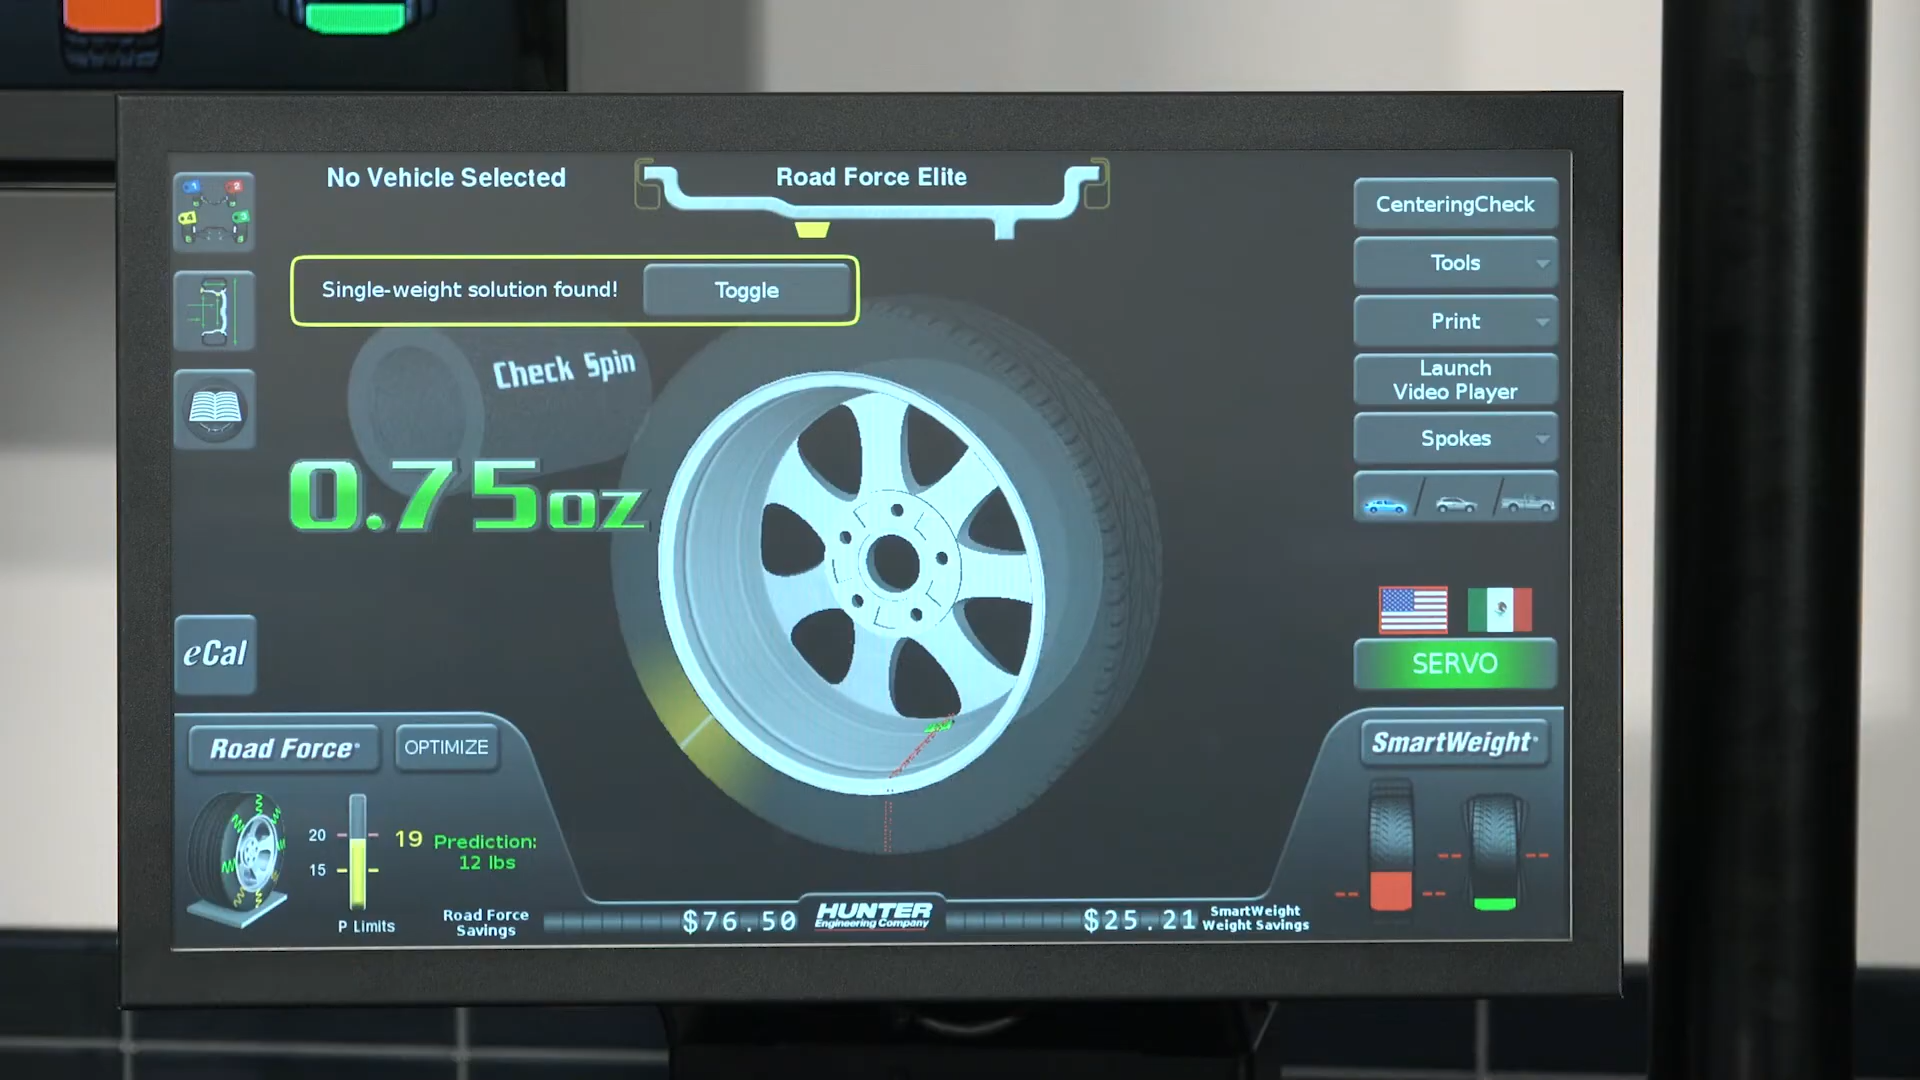 No Vehicle Selected
Road Force Elite
CenteringCheck
Single-weight solution found!
Toggle
Tools
Print
Check Spin
Launch
Video Player
Spokes
0.75oz
eCal
SERVO
Road Force®
OPTIMIZE
SmartWeight®
20
15
19
Prediction:
12 lbs
P Limits
Road Force
Savings
$76.50
HUNTER
Engineering Company
$25.21
SmartWeight
Weight Savings